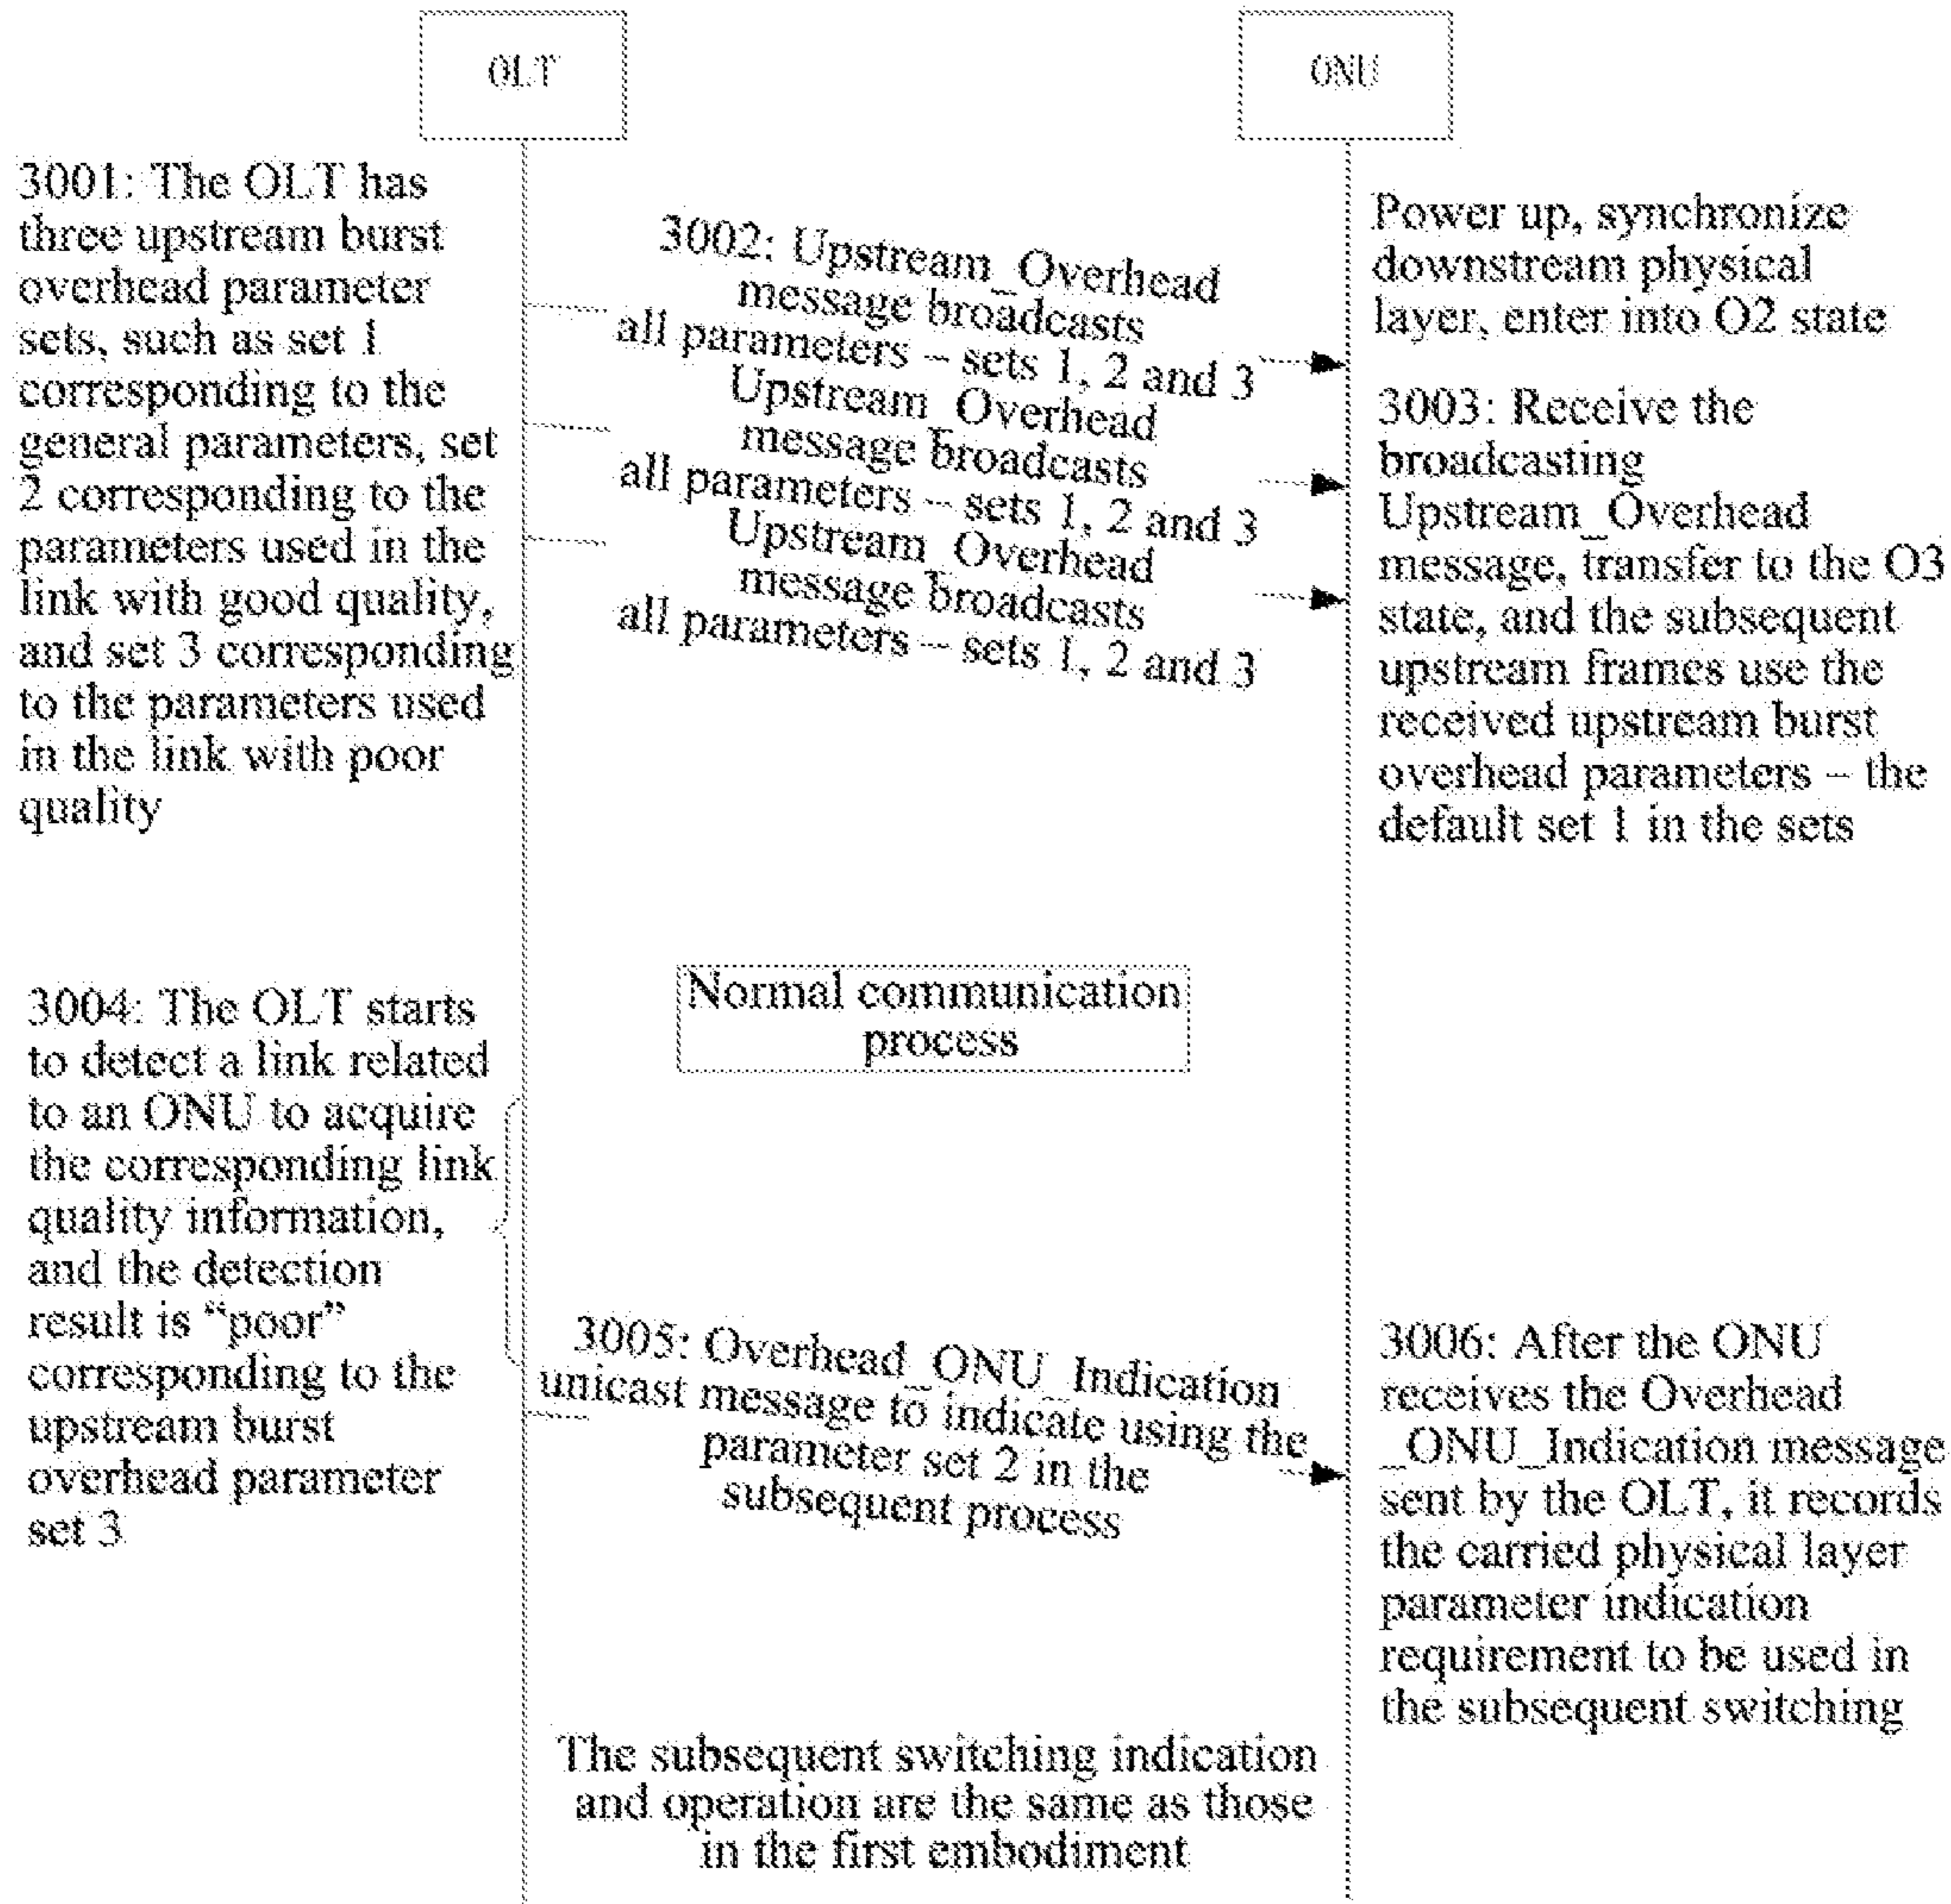 OLT
ONU
3001: The OLT has
three upstream burst
overhead parameter
sets, such as set 1
corresponding to the
general parameters, set
2 corresponding to the
parameters used in the
link with good quality,
and set 3 corresponding
to the parameters used
in the link with poor
quality
3002: Upstream_Overhead
message broadcasts
all parameters – sets 1, 2 and 3
Upstream_Overhead
message broadcasts
all parameters – sets 1, 2 and 3
Upstream_Overhead
message broadcasts
all parameters – sets 1, 2 and 3
Power up, synchronize
downstream physical
layer, enter into O2 state
3003: Receive the
broadcasting
Upstream_Overhead
message, transfer to the O3
state, and the subsequent
upstream frames use the
received upstream burst
overhead parameters – the
default set 1 in the sets
Normal communication
process
3004: The OLT starts
to detect a link related
to an ONU to acquire
the corresponding link
quality information,
and the detection
result is “poor”
corresponding to the
upstream burst
overhead parameter
set 3
3005: Overhead_ONU_Indication
unicast message to indicate using the
parameter set 2 in the
subsequent process
3006: After the ONU
receives the Overhead
_ONU_Indication message
sent by the OLT, it records
the carried physical layer
parameter indication
requirement to be used in
the subsequent switching
The subsequent switching indication
and operation are the same as those
in the first embodiment